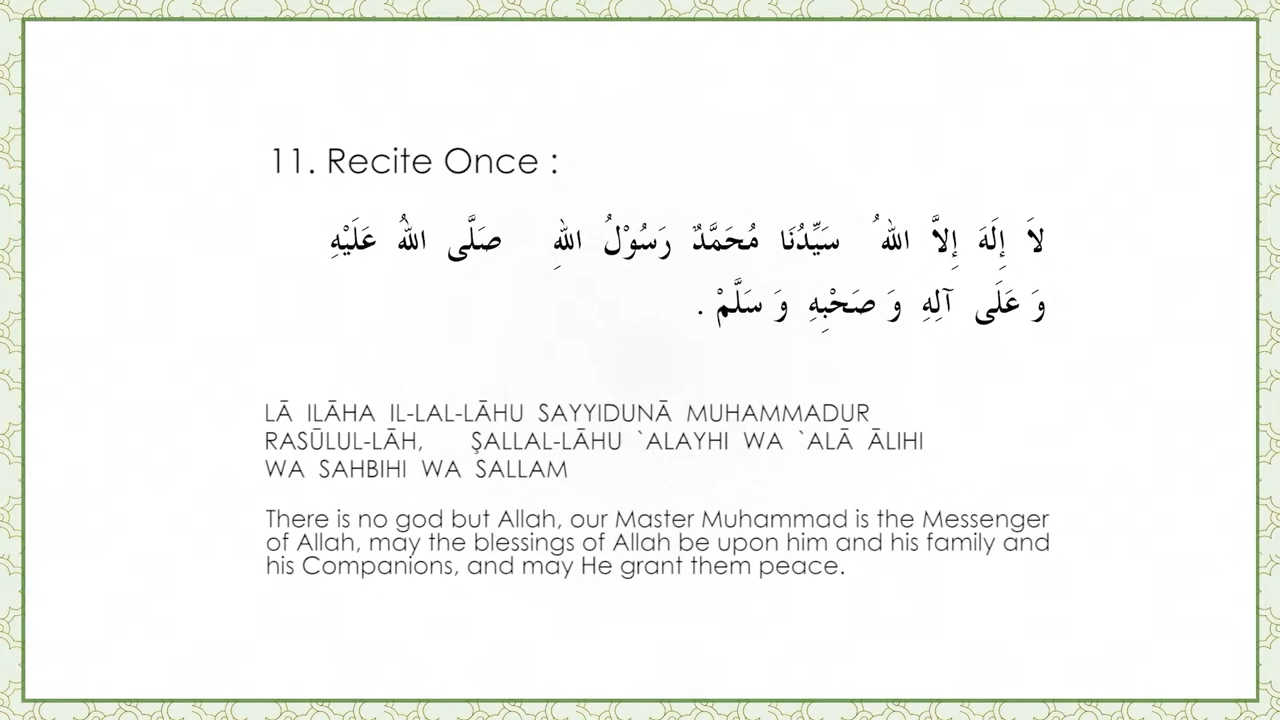 11. Recite Once :
لاَ إِلَهَ إِلاَّ اللهُ سَيِّدُنَا مُحَمَّدٌ رَسُوْلُ اللهِ صَلَّى اللهُ عَلَيْهِ
وَ عَلَى آلِهِ وَ صَحْبِهِ وَ سَلَّمْ .
LĀ ILĀHA IL-LAL-LĀHU SAYYIDUNĀ MUHAMMADUR
RASŪLUL-LĀH, ŞALLAL-LĀHU `ALAYHI WA `ALĀ ĀLIHI
WA SAHBIHI WA SALLAM
There is no god but Allah, our Master Muhammad is the Messenger
of Allah, may the blessings of Allah be upon him and his family and
his Companions, and may He grant them peace.